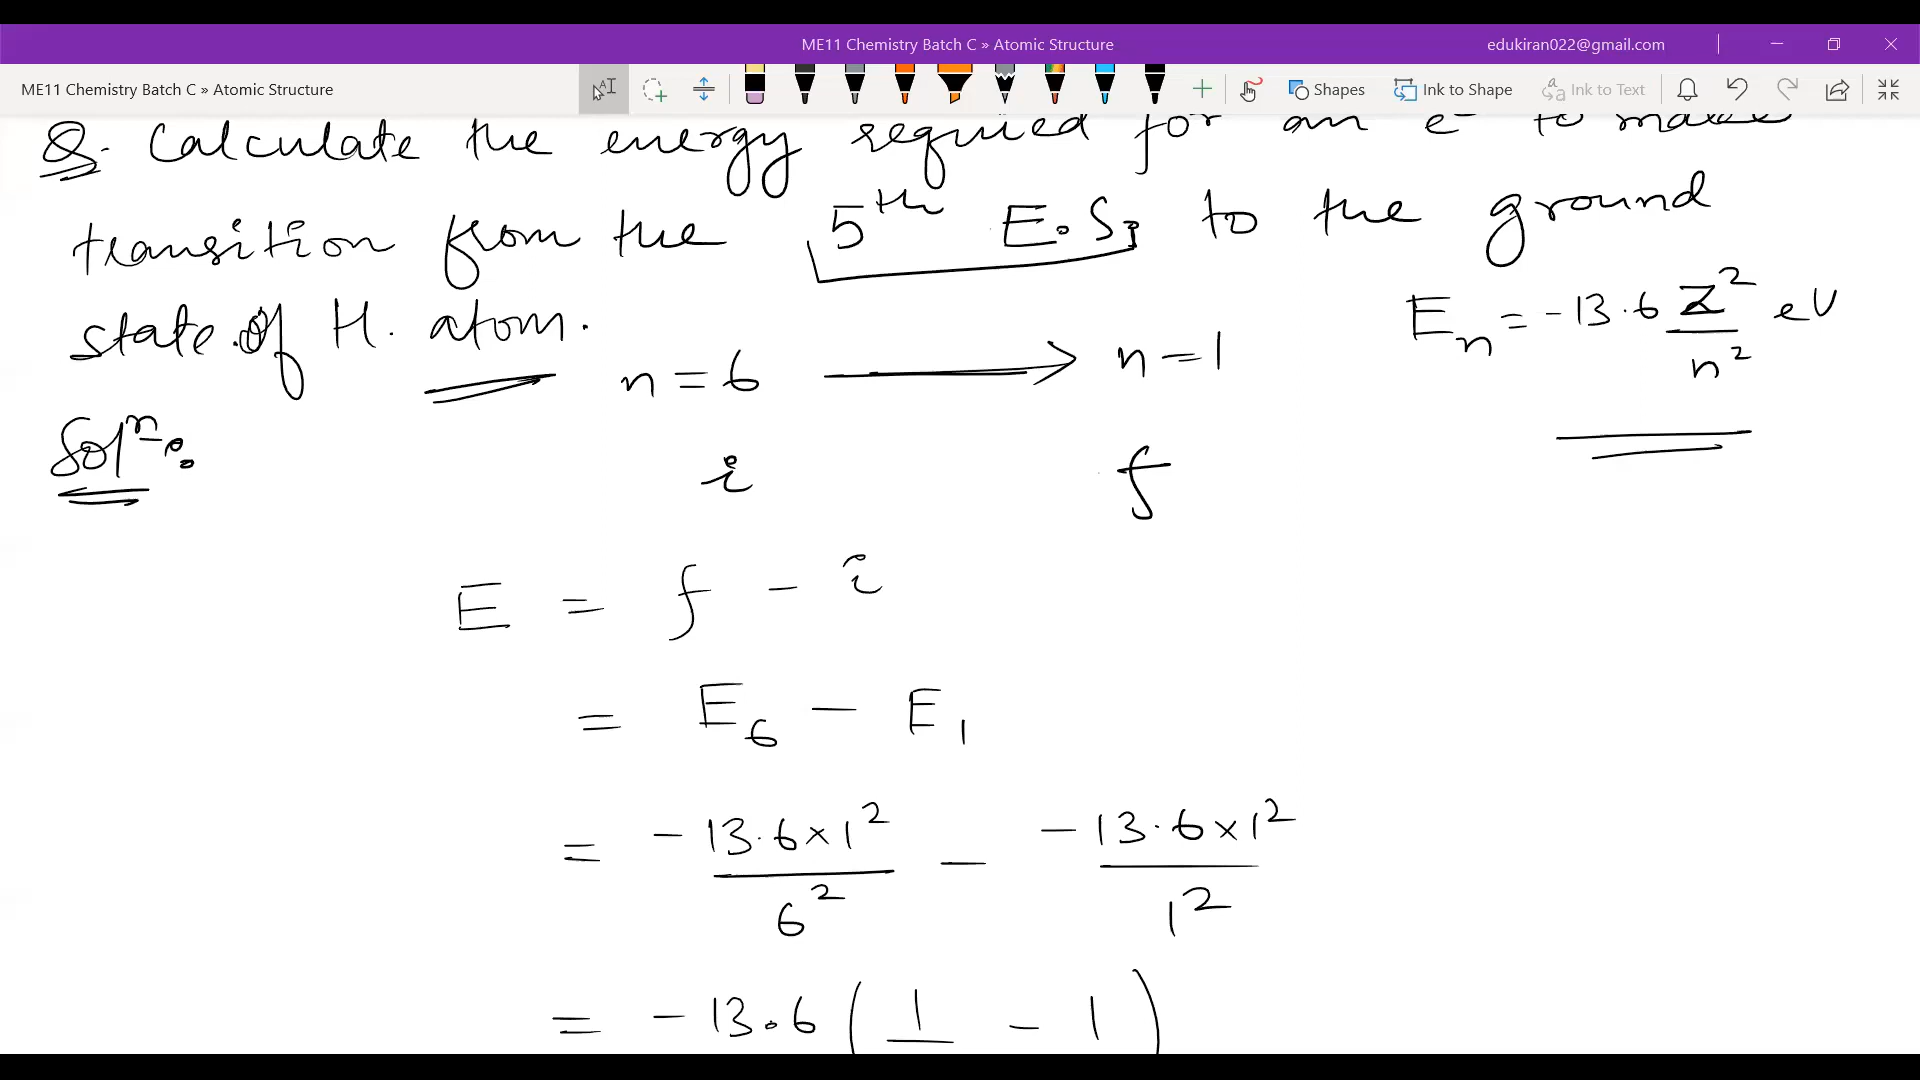 ME11 Chemistry Batch C » Atomic Structure
edukiran022@gmail.com
ME11 Chemistry Batch C » Atomic Structure
Shapes
Ink to Shape
Ink to Text
Q. Calculate the energy required for an e⁻ to make
transition from the 5th E.S. to the ground
state of H. atom.
n = 6 → n = 1
Eₙ = -13.6 Z²/n² eV
Solⁿ:
i f
E = f - i
= E₆ - E₁
= -13.6×1²/6² - -13.6×1²/1²
= -13.6 ( 1 - 1 )